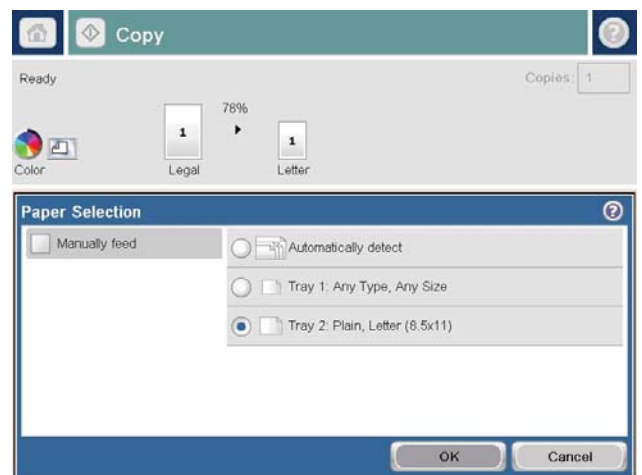 Copy
?
Ready
Copies: 1
78%
1
1
Color
Legal
Letter
Paper Selection
?
Manually feed
Automatically detect
Tray 1: Any Type, Any Size
Tray 2: Plain, Letter (8.5x11)
OK
Cancel